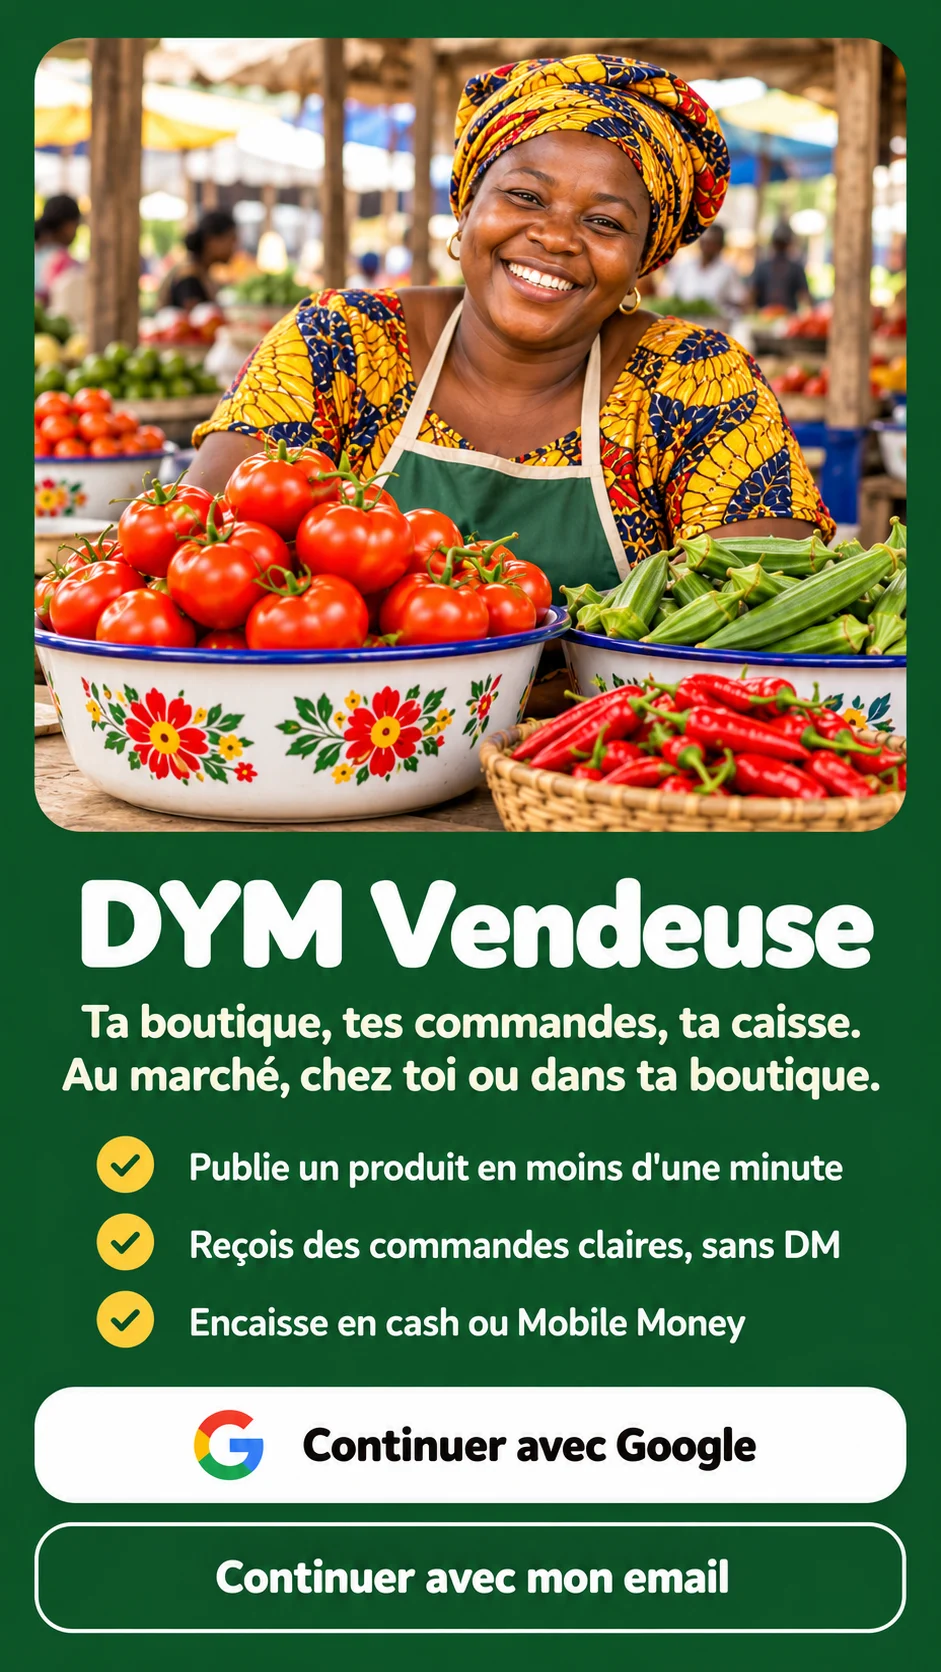 DYM Vendeuse
Ta boutique, tes commandes, ta caisse.
Au marché, chez toi ou dans ta boutique.
Publie un produit en moins d'une minute
Reçois des commandes claires, sans DM
Encaisse en cash ou Mobile Money
Continuer avec Google
Continuer avec mon email